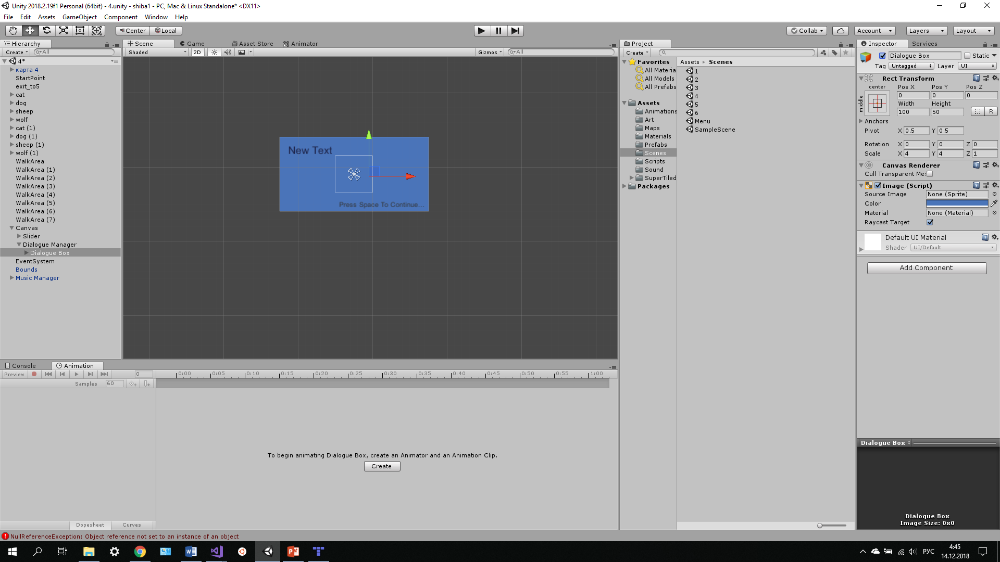 Unity 2018.2.19f1 Personal (64bit) - 4.unity - shiba1 - PC, Mac & Linux Standalone* <DX11>
File Edit Assets GameObject Component Window Help
Center Local Collab Account Layers Layout
Hierarchy
Create All
4*
карта 4
StartPoint
exit_to5
cat
dog
sheep
wolf
cat (1)
dog (1)
sheep (1)
wolf (1)
WalkArea
WalkArea (1)
WalkArea (2)
WalkArea (3)
WalkArea (4)
WalkArea (5)
WalkArea (6)
WalkArea (7)
Canvas
Slider
Dialogue Manager
Dialogue Box
EventSystem
Bounds
Music Manager
Scene Game Asset Store Animator
Shaded 2D Gizmos All
New Text
Press Space To Continue...
Project
Create
Favorites
All Materia
All Models
All Prefabs
Assets
Animations
Art
Maps
Materials
Prefabs
Scenes
Scripts
Sound
SuperTiled
Packages
Assets Scenes
1
2
3
4
5
6
Menu
SampleScene
Inspector Services
Dialogue Box Static
Tag Untagged Layer UI
Rect Transform
center Pos X Pos Y Pos Z
middle 0 0 0
Width Height
100 50 R
Anchors
Pivot X 0.5 Y 0.5
Rotation X 0 Y 0 Z 0
Scale X 4 Y 4 Z 1
Canvas Renderer
Cull Transparent Me
Image (Script)
Source Image None (Sprite)
Color
Material None (Material)
Raycast Target
Default UI Material
Shader UI/Default
Add Component
Dialogue Box
Dialogue Box
Image Size: 0x0
Console Animation
Preview 0 0:00 0:05 0:10 0:15 0:20 0:25 0:30 0:35 0:40 0:45 0:50 0:55 1:00
Samples 60
To begin animating Dialogue Box, create an Animator and an Animation Clip.
Create
Dopesheet Curves
NullReferenceException: Object reference not set to an instance of an object
РУС
4:45
14.12.2018